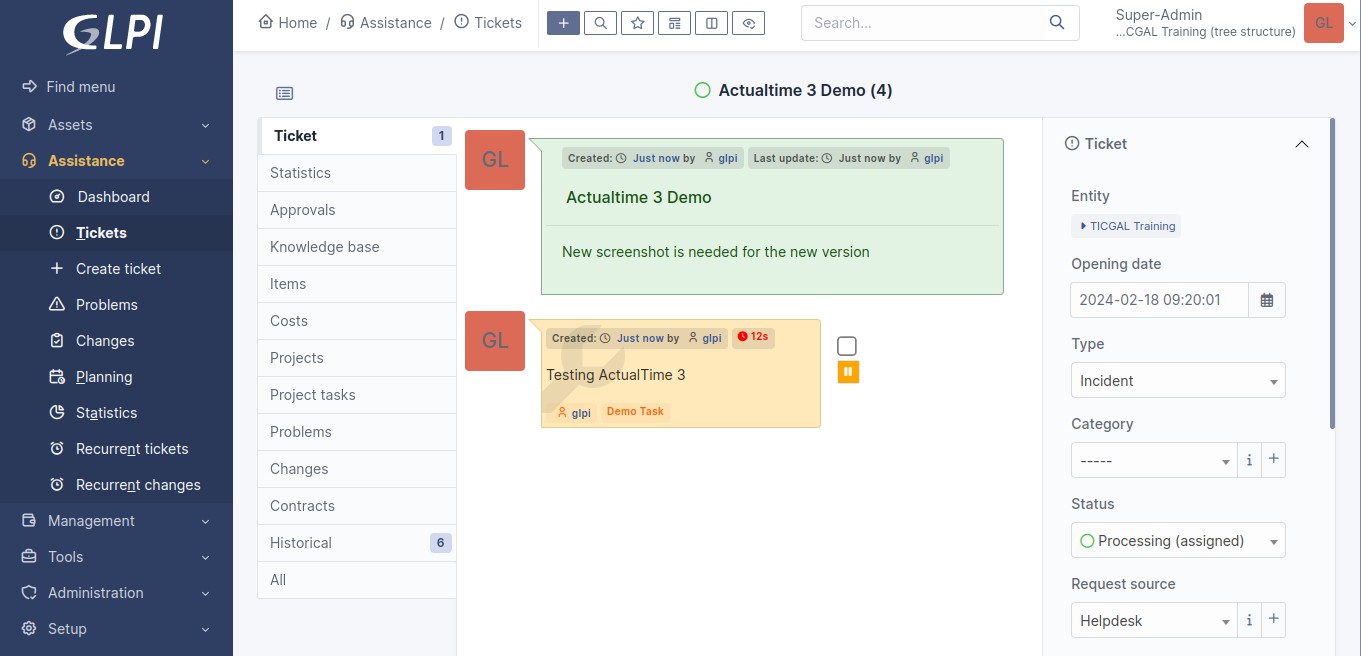 GLPI
Find menu
Assets
Assistance
Dashboard
Tickets
Create ticket
Problems
Changes
Planning
Statistics
Recurrent tickets
Recurrent changes
Management
Tools
Administration
Setup
Home / Assistance / Tickets
Search...
Super-Admin
...CGAL Training (tree structure)
GL
Actualtime 3 Demo (4)
Ticket 1
Statistics
Approvals
Knowledge base
Items
Costs
Projects
Project tasks
Problems
Changes
Contracts
Historical 6
All
GL
Created: Just now by glpi Last update: Just now by glpi
Actualtime 3 Demo
New screenshot is needed for the new version
GL
Created: Just now by glpi 12s
Testing ActualTime 3
glpi Demo Task
Ticket
Entity
TICGAL Training
Opening date
2024-02-18 09:20:01
Type
Incident
Category
-----
Status
Processing (assigned)
Request source
Helpdesk